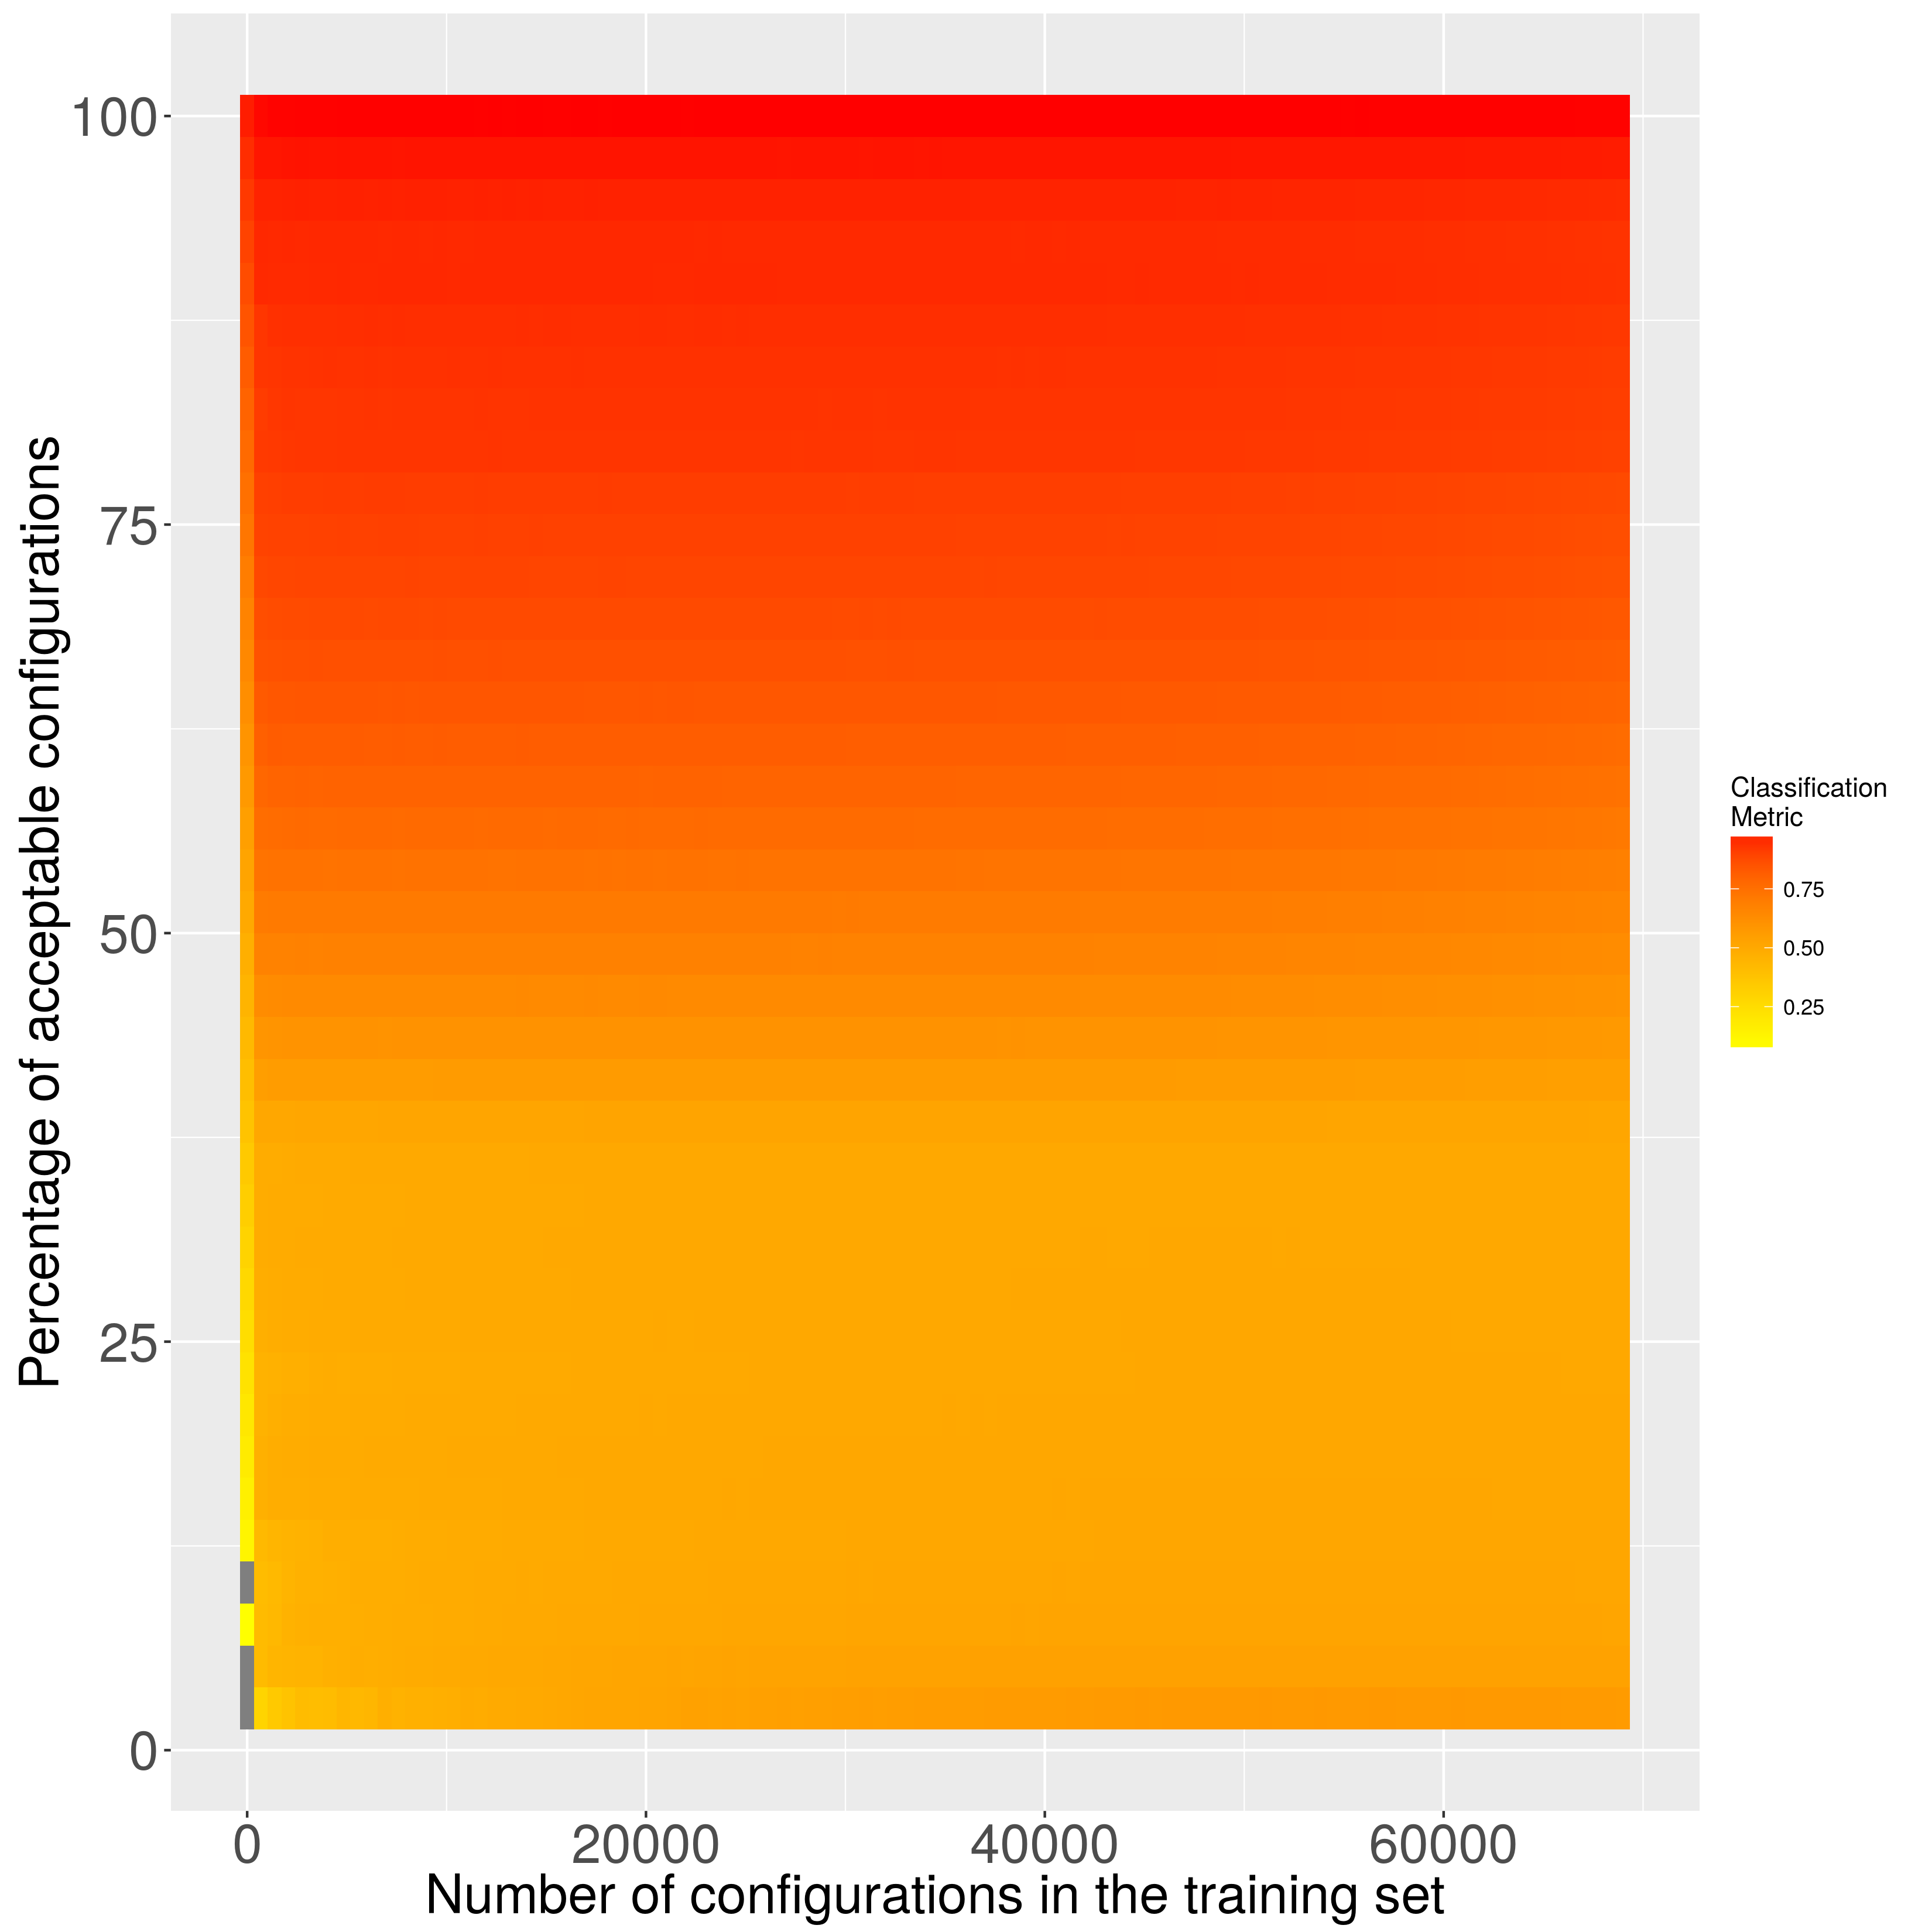 100
75
50
25
0
Percentage of acceptable configurations
0 20000 40000 60000
Number of configurations in the training set
Classification
Metric
0.75
0.50
0.25